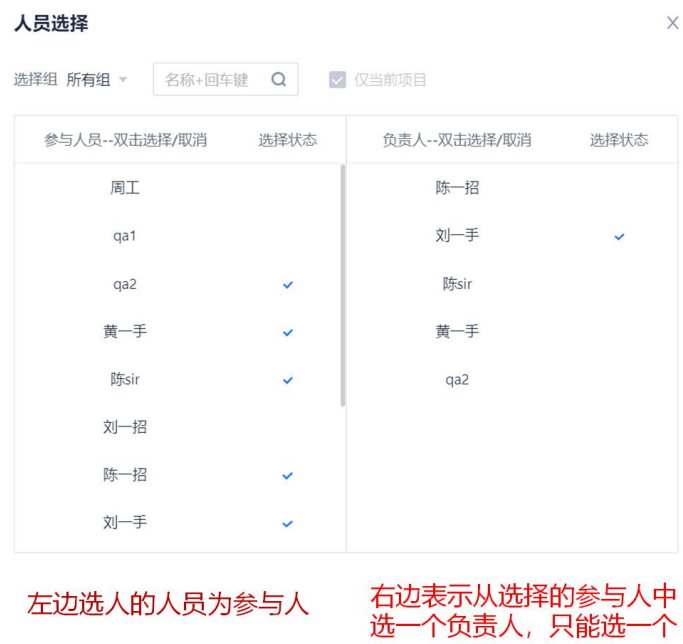 人员选择
选择组 所有组 名称+回车键 仅当前项目
参与人员--双击选择/取消 选择状态 负责人--双击选择/取消 选择状态
周工 陈一招
qa1 刘一手
qa2 陈sir
黄一手 黄一手
陈sir qa2
刘一招
陈一招
刘一手
左边选人的人员为参与人
右边表示从选择的参与人中
选一个负责人，只能选一个